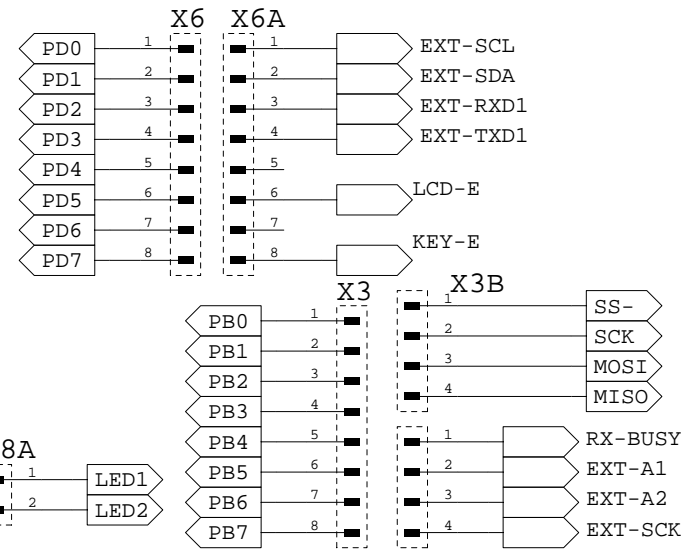 X6 X6A
PD0 1 1 EXT-SCL
PD1 2 2 EXT-SDA
PD2 3 3 EXT-RXD1
PD3 4 4 EXT-TXD1
PD4 5 5
PD5 6 6 LCD-E
PD6 7 7
PD7 8 8 KEY-E
X3 X3B
PB0 1 1 SS-
PB1 2 2 SCK
PB2 3 3 MOSI
PB3 4 4 MISO
PB4 5 1 RX-BUSY
PB5 6 2 EXT-A1
PB6 7 3 EXT-A2
PB7 8 4 EXT-SCK
8A
1 LED1
2 LED2